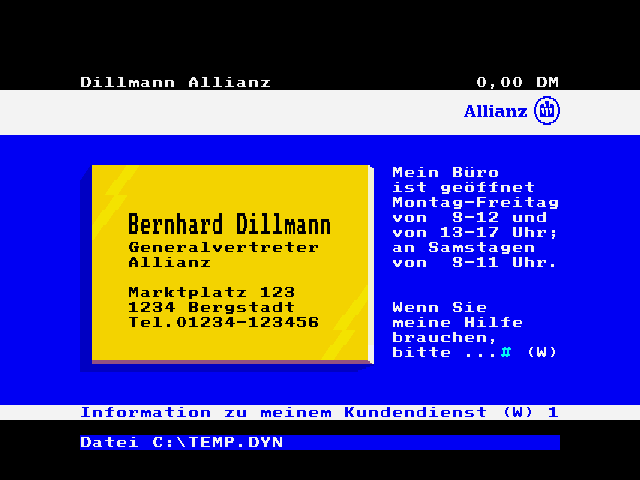 Dillmann Allianz 0,00 DM
Allianz
Bernhard Dillmann
Generalvertreter
Allianz
Marktplatz 123
1234 Bergstadt
Tel.01234-123456
Mein Büro
ist geöffnet
Montag-Freitag
von 8-12 und
von 13-17 Uhr;
an Samstagen
von 8-11 Uhr.
Wenn Sie
meine Hilfe
brauchen,
bitte ...# (W)
Information zu meinem Kundendienst (W) 1
Datei C:\TEMP.DYN